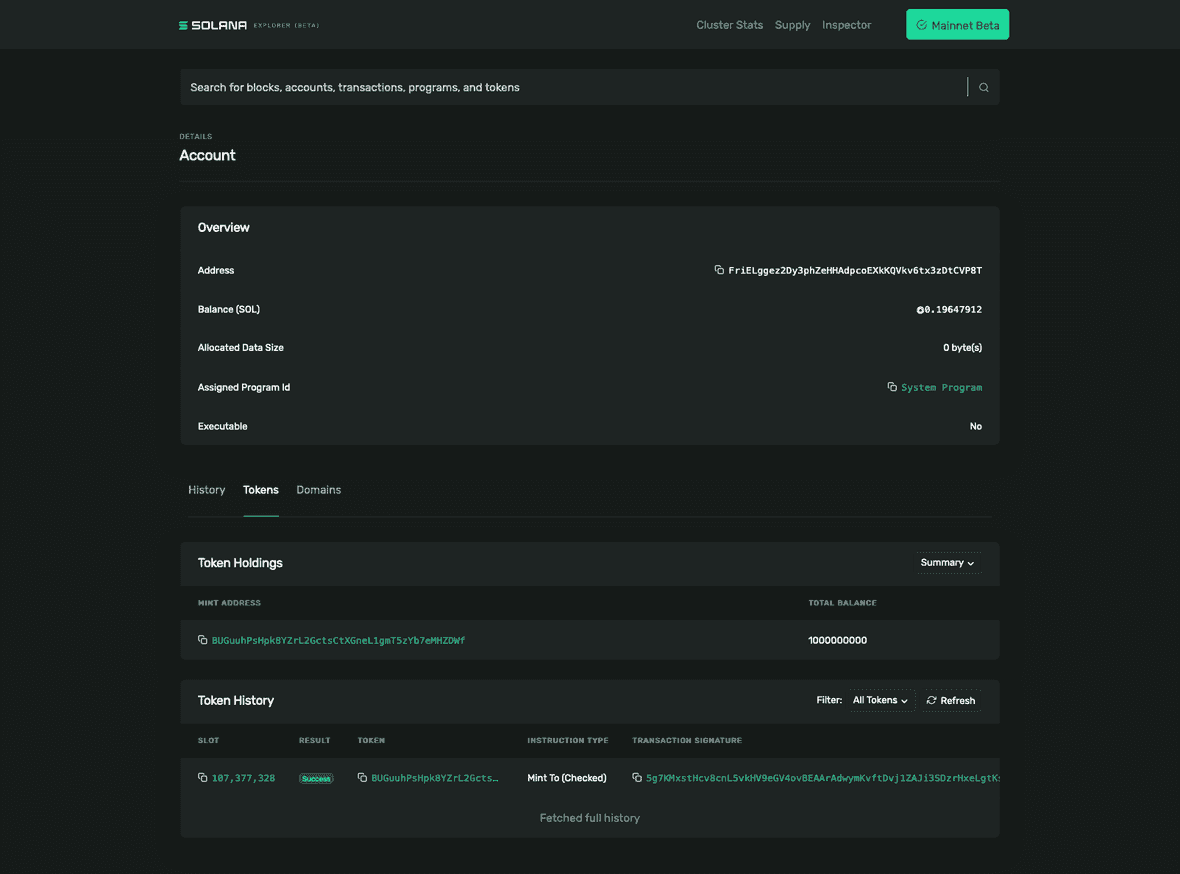 SOLANA EXPLORER (BETA)
Cluster Stats Supply Inspector Mainnet Beta
Search for blocks, accounts, transactions, programs, and tokens
DETAILS
Account
Overview
Address FriELggez2Dy3phZeHHAdpcoEXkKQVkv6tx3zDtCVP8T
Balance (SOL) ◎0.19647912
Allocated Data Size 0 byte(s)
Assigned Program Id System Program
Executable No
History Tokens Domains
Token Holdings Summary
MINT ADDRESS TOTAL BALANCE
BUGuuhPsHpk8YZrL2GctsCtXGneL1gmT5zYb7eMHZDWf 1000000000
Token History Filter: All Tokens Refresh
SLOT RESULT TOKEN INSTRUCTION TYPE TRANSACTION SIGNATURE
107,377,328 Success BUGuuhPsHpk8YZrL2Gcts… Mint To (Checked) 5g7KMxstHcv8cnL5vkHV9eGV4ovBEAArAdwymKvftDvj1ZAJi3SDzrHxeLgtKs
Fetched full history